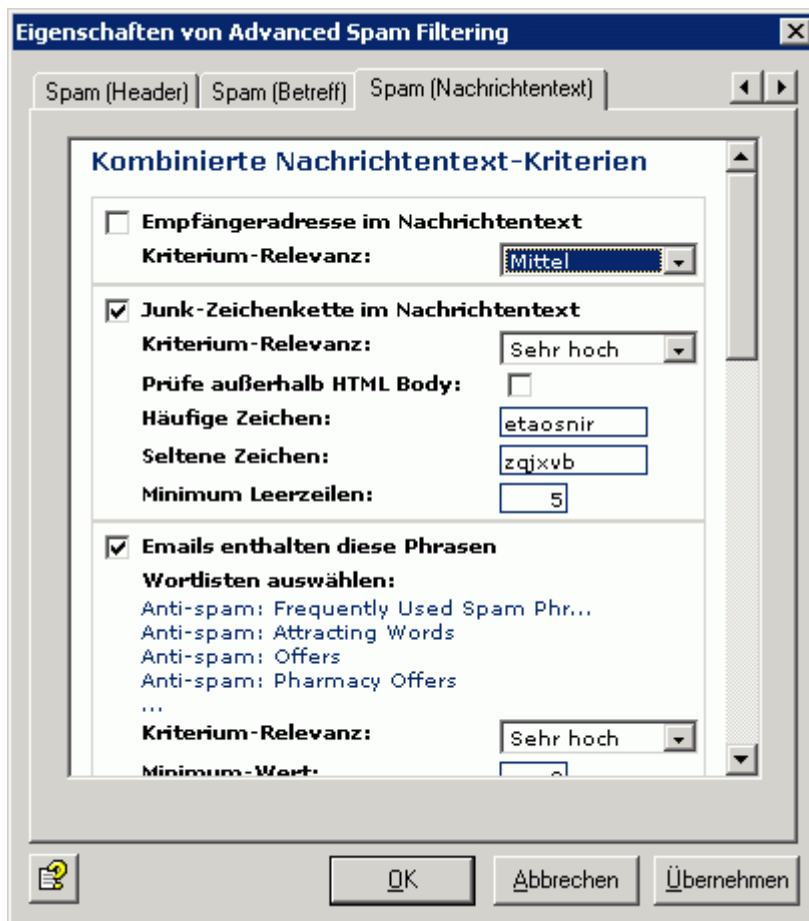 Eigenschaften von Advanced Spam Filtering
Spam (Header) Spam (Betreff) Spam (Nachrichtentext)
Kombinierte Nachrichtentext-Kriterien
Empfängeradresse im Nachrichtentext
Kriterium-Relevanz: Mittel
Junk-Zeichenkette im Nachrichtentext
Kriterium-Relevanz: Sehr hoch
Prüfe außerhalb HTML Body:
Häufige Zeichen: etaosnir
Seltene Zeichen: zqjxvb
Minimum Leerzeilen: 5
Emails enthalten diese Phrasen
Wortlisten auswählen:
Anti-spam: Frequently Used Spam Phr...
Anti-spam: Attracting Words
Anti-spam: Offers
Anti-spam: Pharmacy Offers
...
Kriterium-Relevanz: Sehr hoch
Minimum-Wert:
OK Abbrechen Übernehmen